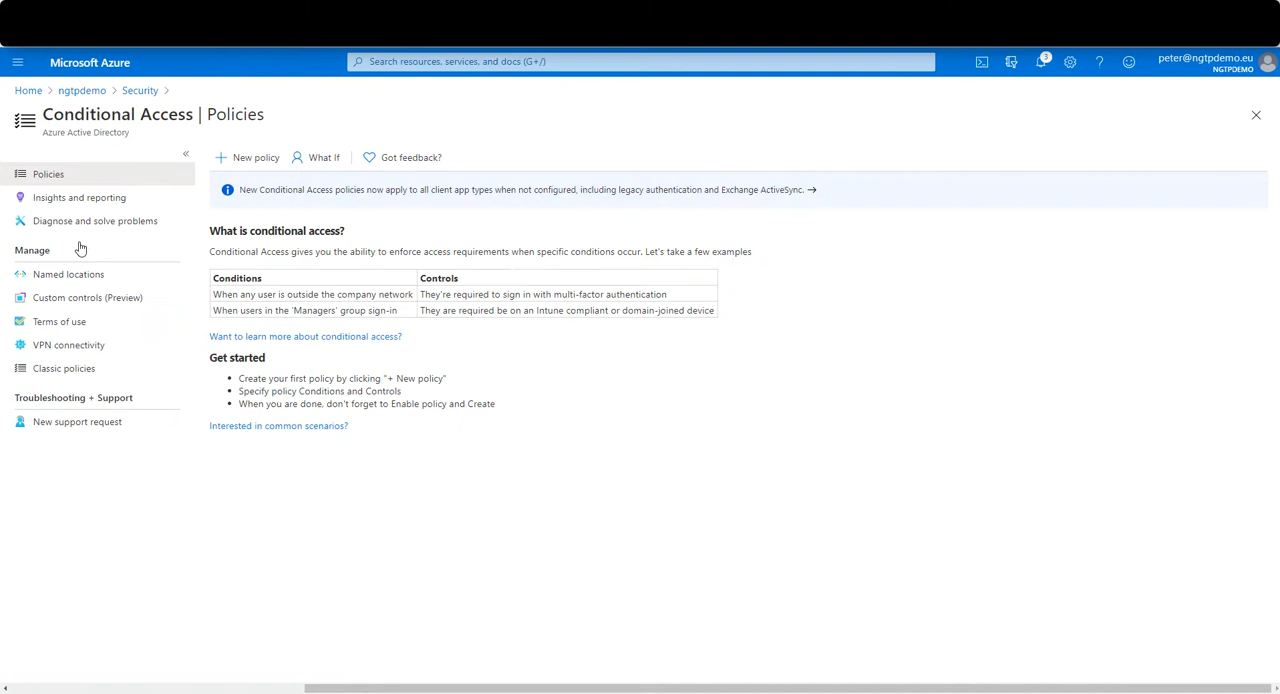 Microsoft Azure
Search resources, services, and docs (G+/)
3
peter@ngtpdemo.eu
NGTPDEMO
Home > ngtpdemo > Security >
Conditional Access | Policies
Azure Active Directory
«
Policies
Insights and reporting
Diagnose and solve problems
Manage
Named locations
Custom controls (Preview)
Terms of use
VPN connectivity
Classic policies
Troubleshooting + Support
New support request
+ New policy What If Got feedback?
New Conditional Access policies now apply to all client app types when not configured, including legacy authentication and Exchange ActiveSync. →
What is conditional access?
Conditional Access gives you the ability to enforce access requirements when specific conditions occur. Let's take a few examples
Conditions Controls
When any user is outside the company network They're required to sign in with multi-factor authentication
When users in the 'Managers' group sign-in They are required be on an Intune compliant or domain-joined device
Want to learn more about conditional access?
Get started
• Create your first policy by clicking "+ New policy"
• Specify policy Conditions and Controls
• When you are done, don't forget to Enable policy and Create
Interested in common scenarios?